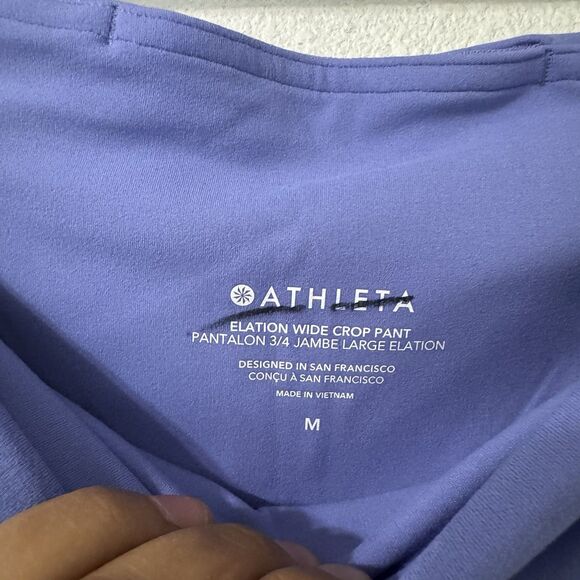 ATHLETA
ELATION WIDE CROP PANT
PANTALON 3/4 JAMBE LARGE ELATION
DESIGNED IN SAN FRANCISCO
CONÇU À SAN FRANCISCO
MADE IN VIETNAM
M